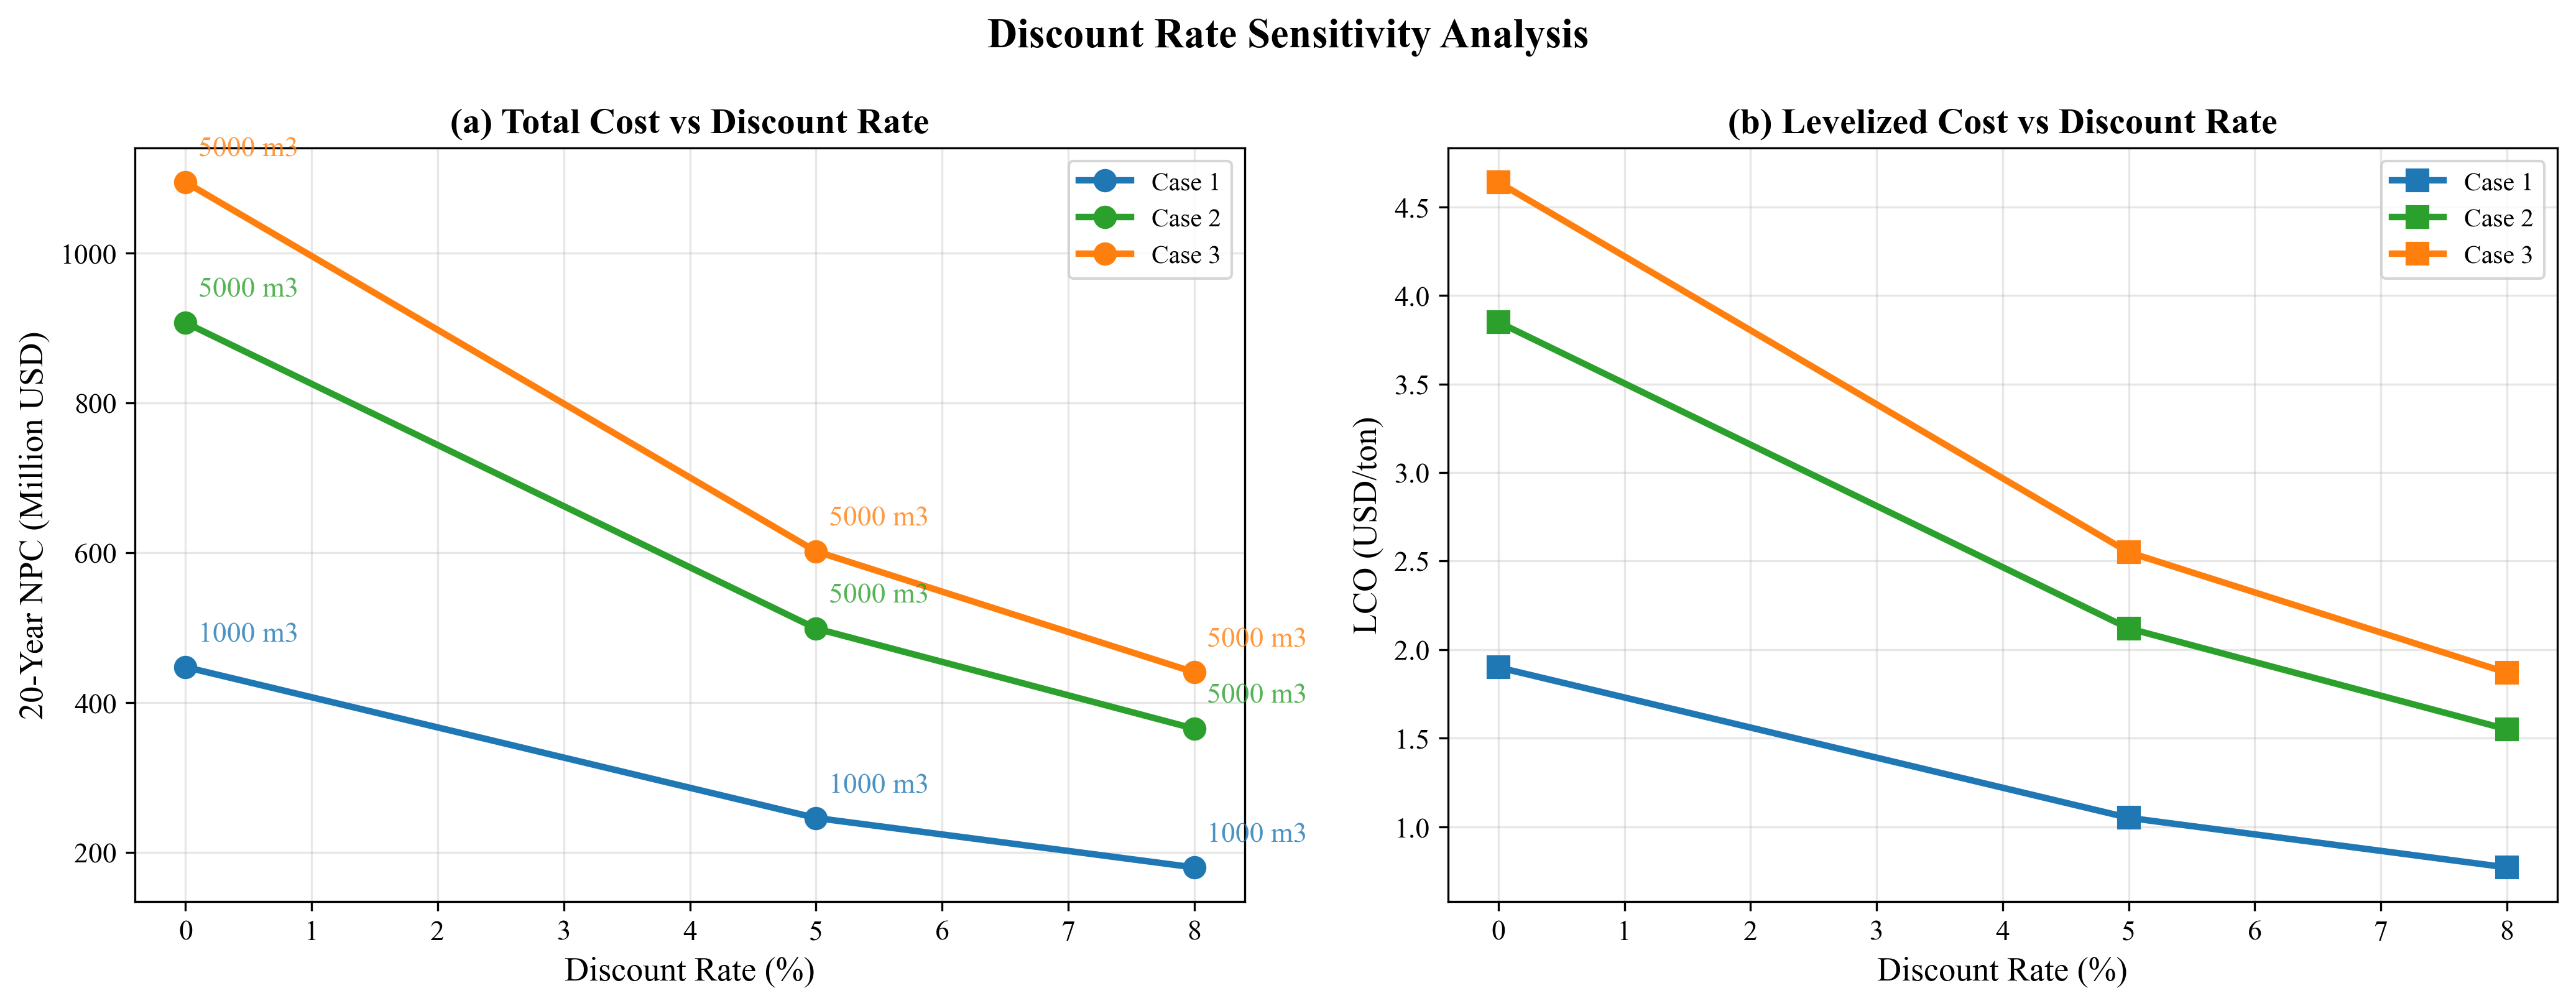 Discount Rate Sensitivity Analysis
(a) Total Cost vs Discount Rate
20-Year NPC (Million USD)
1000
800
600
400
200
5000 m3
5000 m3
1000 m3
5000 m3
5000 m3
1000 m3
5000 m3
5000 m3
1000 m3
Case 1
Case 2
Case 3
0 1 2 3 4 5 6 7 8
Discount Rate (%)
(b) Levelized Cost vs Discount Rate
LCO (USD/ton)
4.5
4.0
3.5
3.0
2.5
2.0
1.5
1.0
Case 1
Case 2
Case 3
0 1 2 3 4 5 6 7 8
Discount Rate (%)